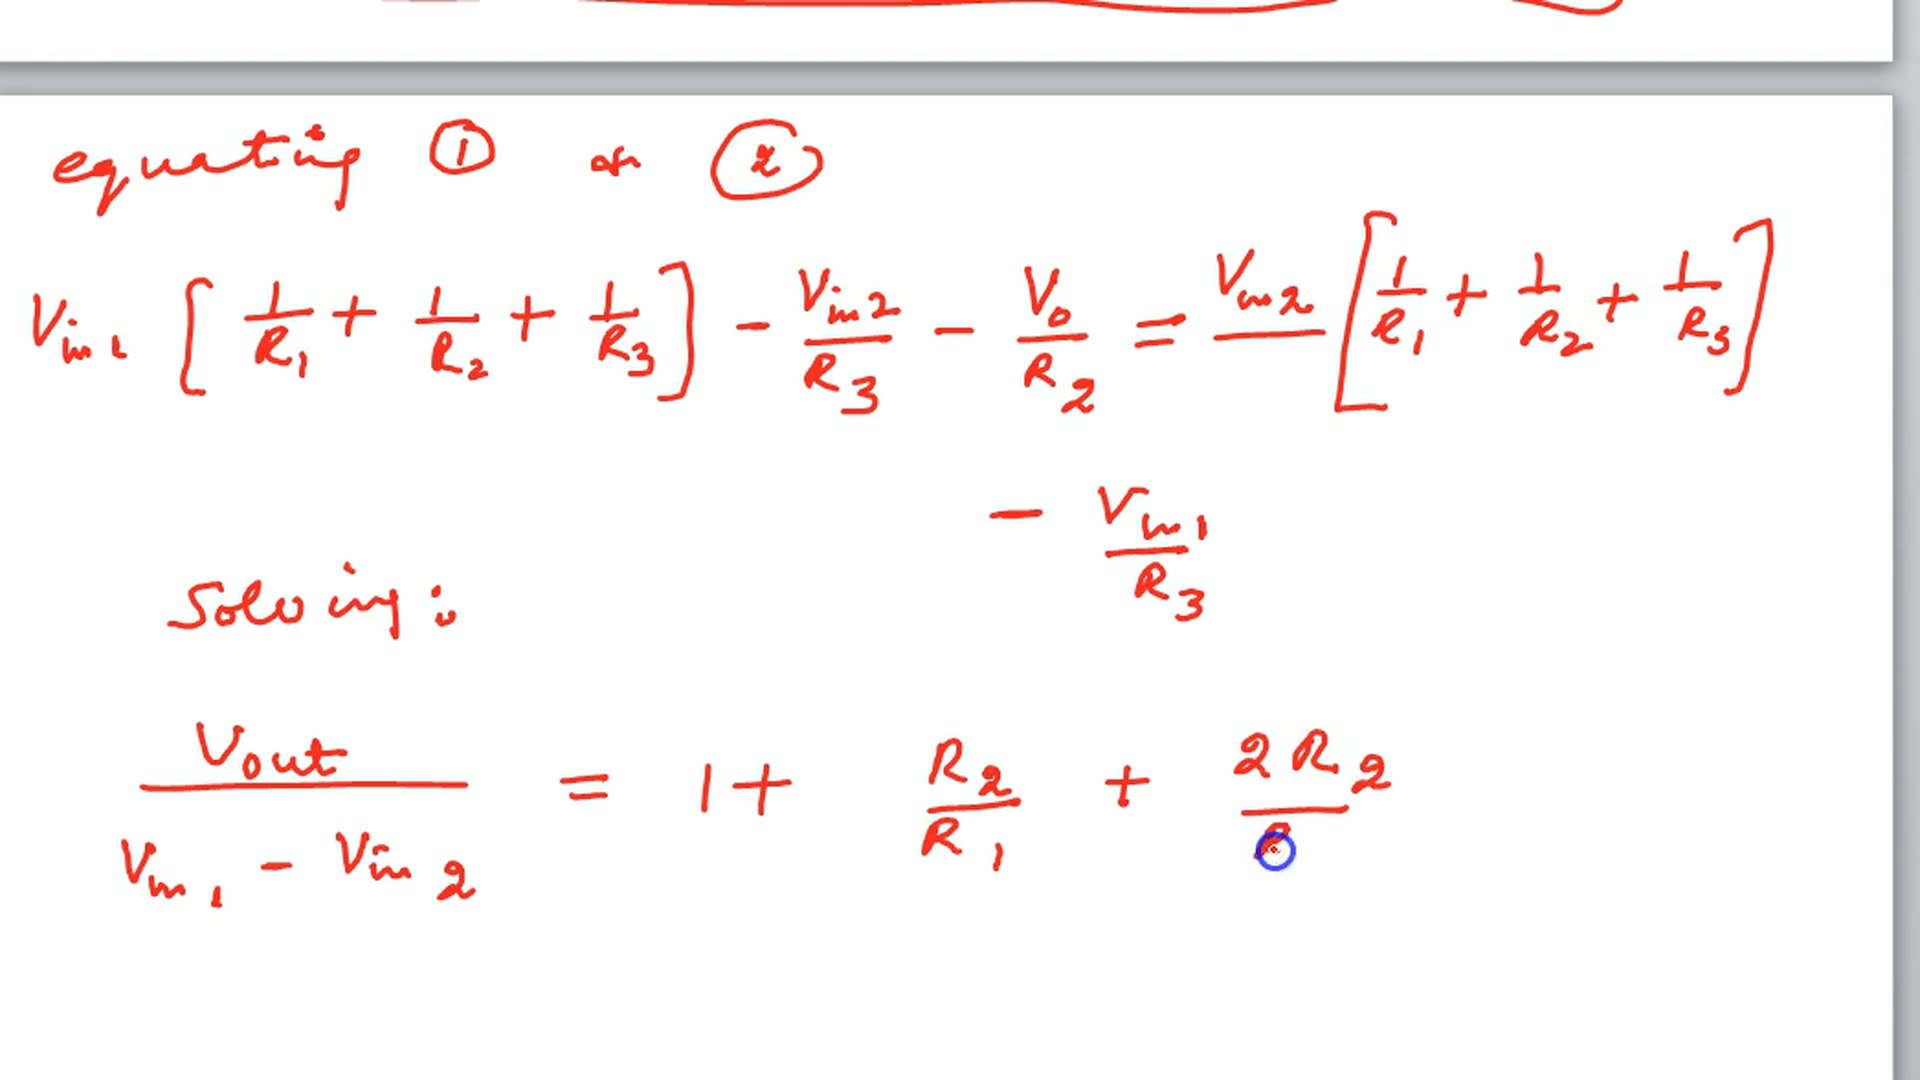 equating ① & ②
Vin1 [ 1/R1 + 1/R2 + 1/R3 ] - Vin2/R3 - Vo/R2 = Vin2 [ 1/R1 + 1/R2 + 1/R3 ]
- Vin1/R3
Solving :
Vout/(Vin1 - Vin2) = 1 + R2/R1 + 2R2/